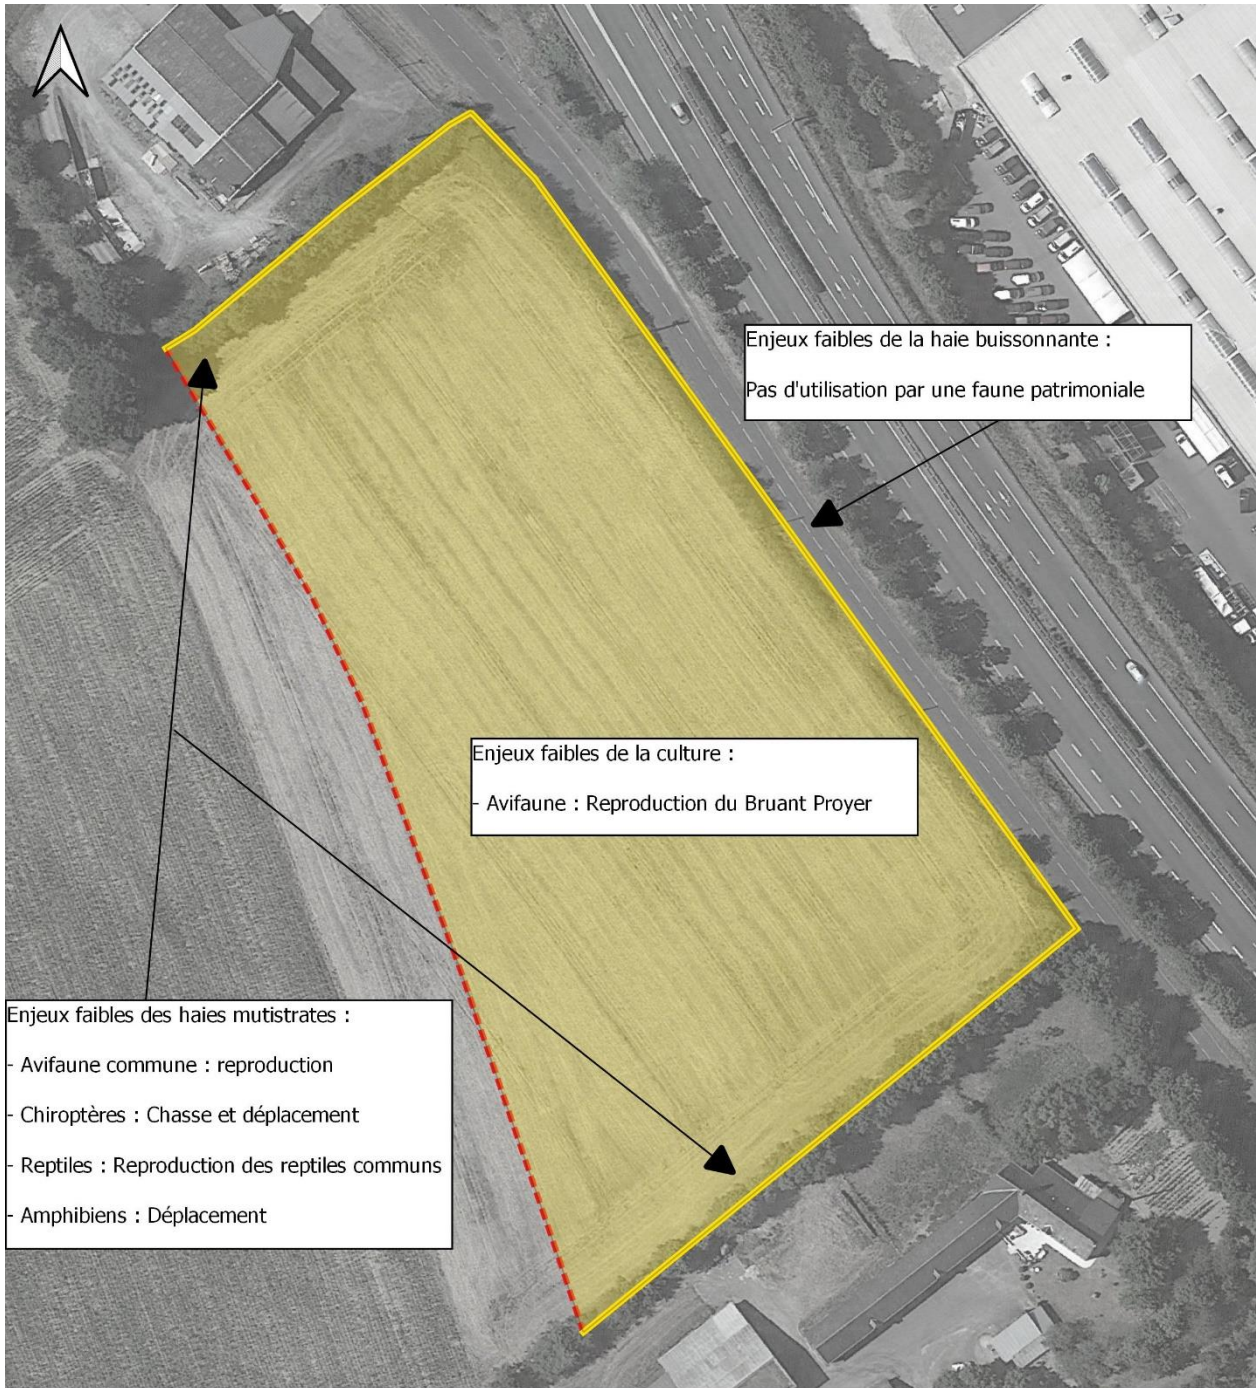 Enjeux faibles de la haie buissonnante :
Pas d'utilisation par une faune patrimoniale
Enjeux faibles de la culture :
- Avifaune : Reproduction du Bruant Proyer
Enjeux faibles des haies mutistrates :
- Avifaune commune : reproduction
- Chiroptères : Chasse et déplacement
- Reptiles : Reproduction des reptiles communs
- Amphibiens : Déplacement